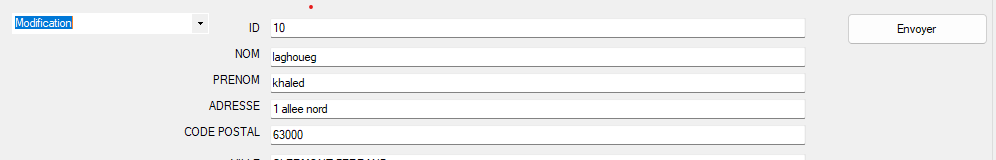 Modification
ID 10
Envoyer
NOM laghoueg
PRENOM khaled
ADRESSE 1 allee nord
CODE POSTAL 63000